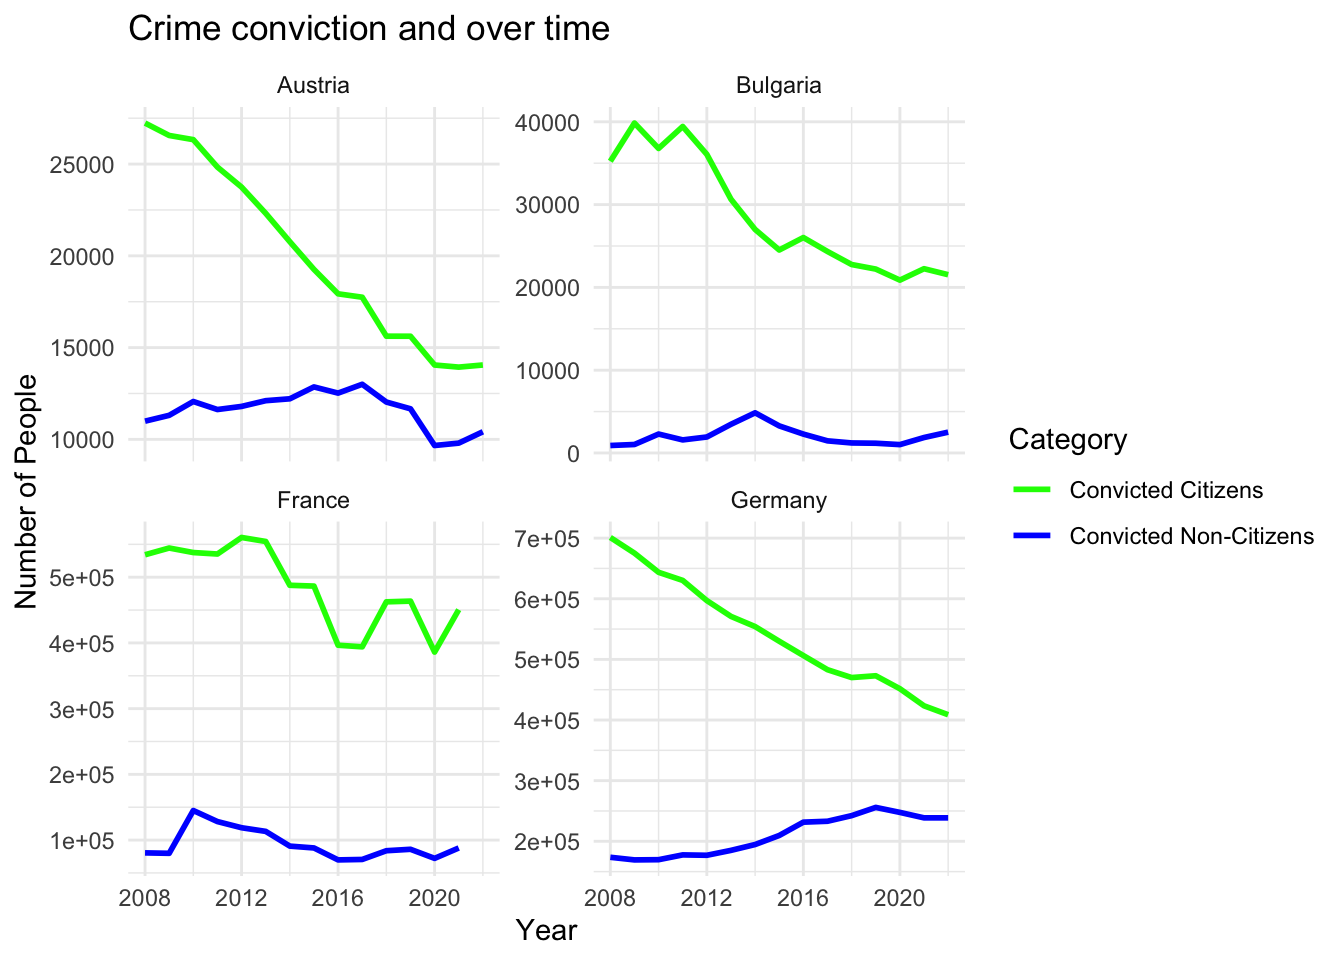 Crime conviction and over time
Austria
Bulgaria
25000
20000
15000
10000
40000
30000
20000
10000
0
France
Germany
5e+05
4e+05
3e+05
2e+05
1e+05
7e+05
6e+05
5e+05
4e+05
3e+05
2e+05
2008 2012 2016 2020
2008 2012 2016 2020
Year
Number of People
Category
Convicted Citizens
Convicted Non-Citizens